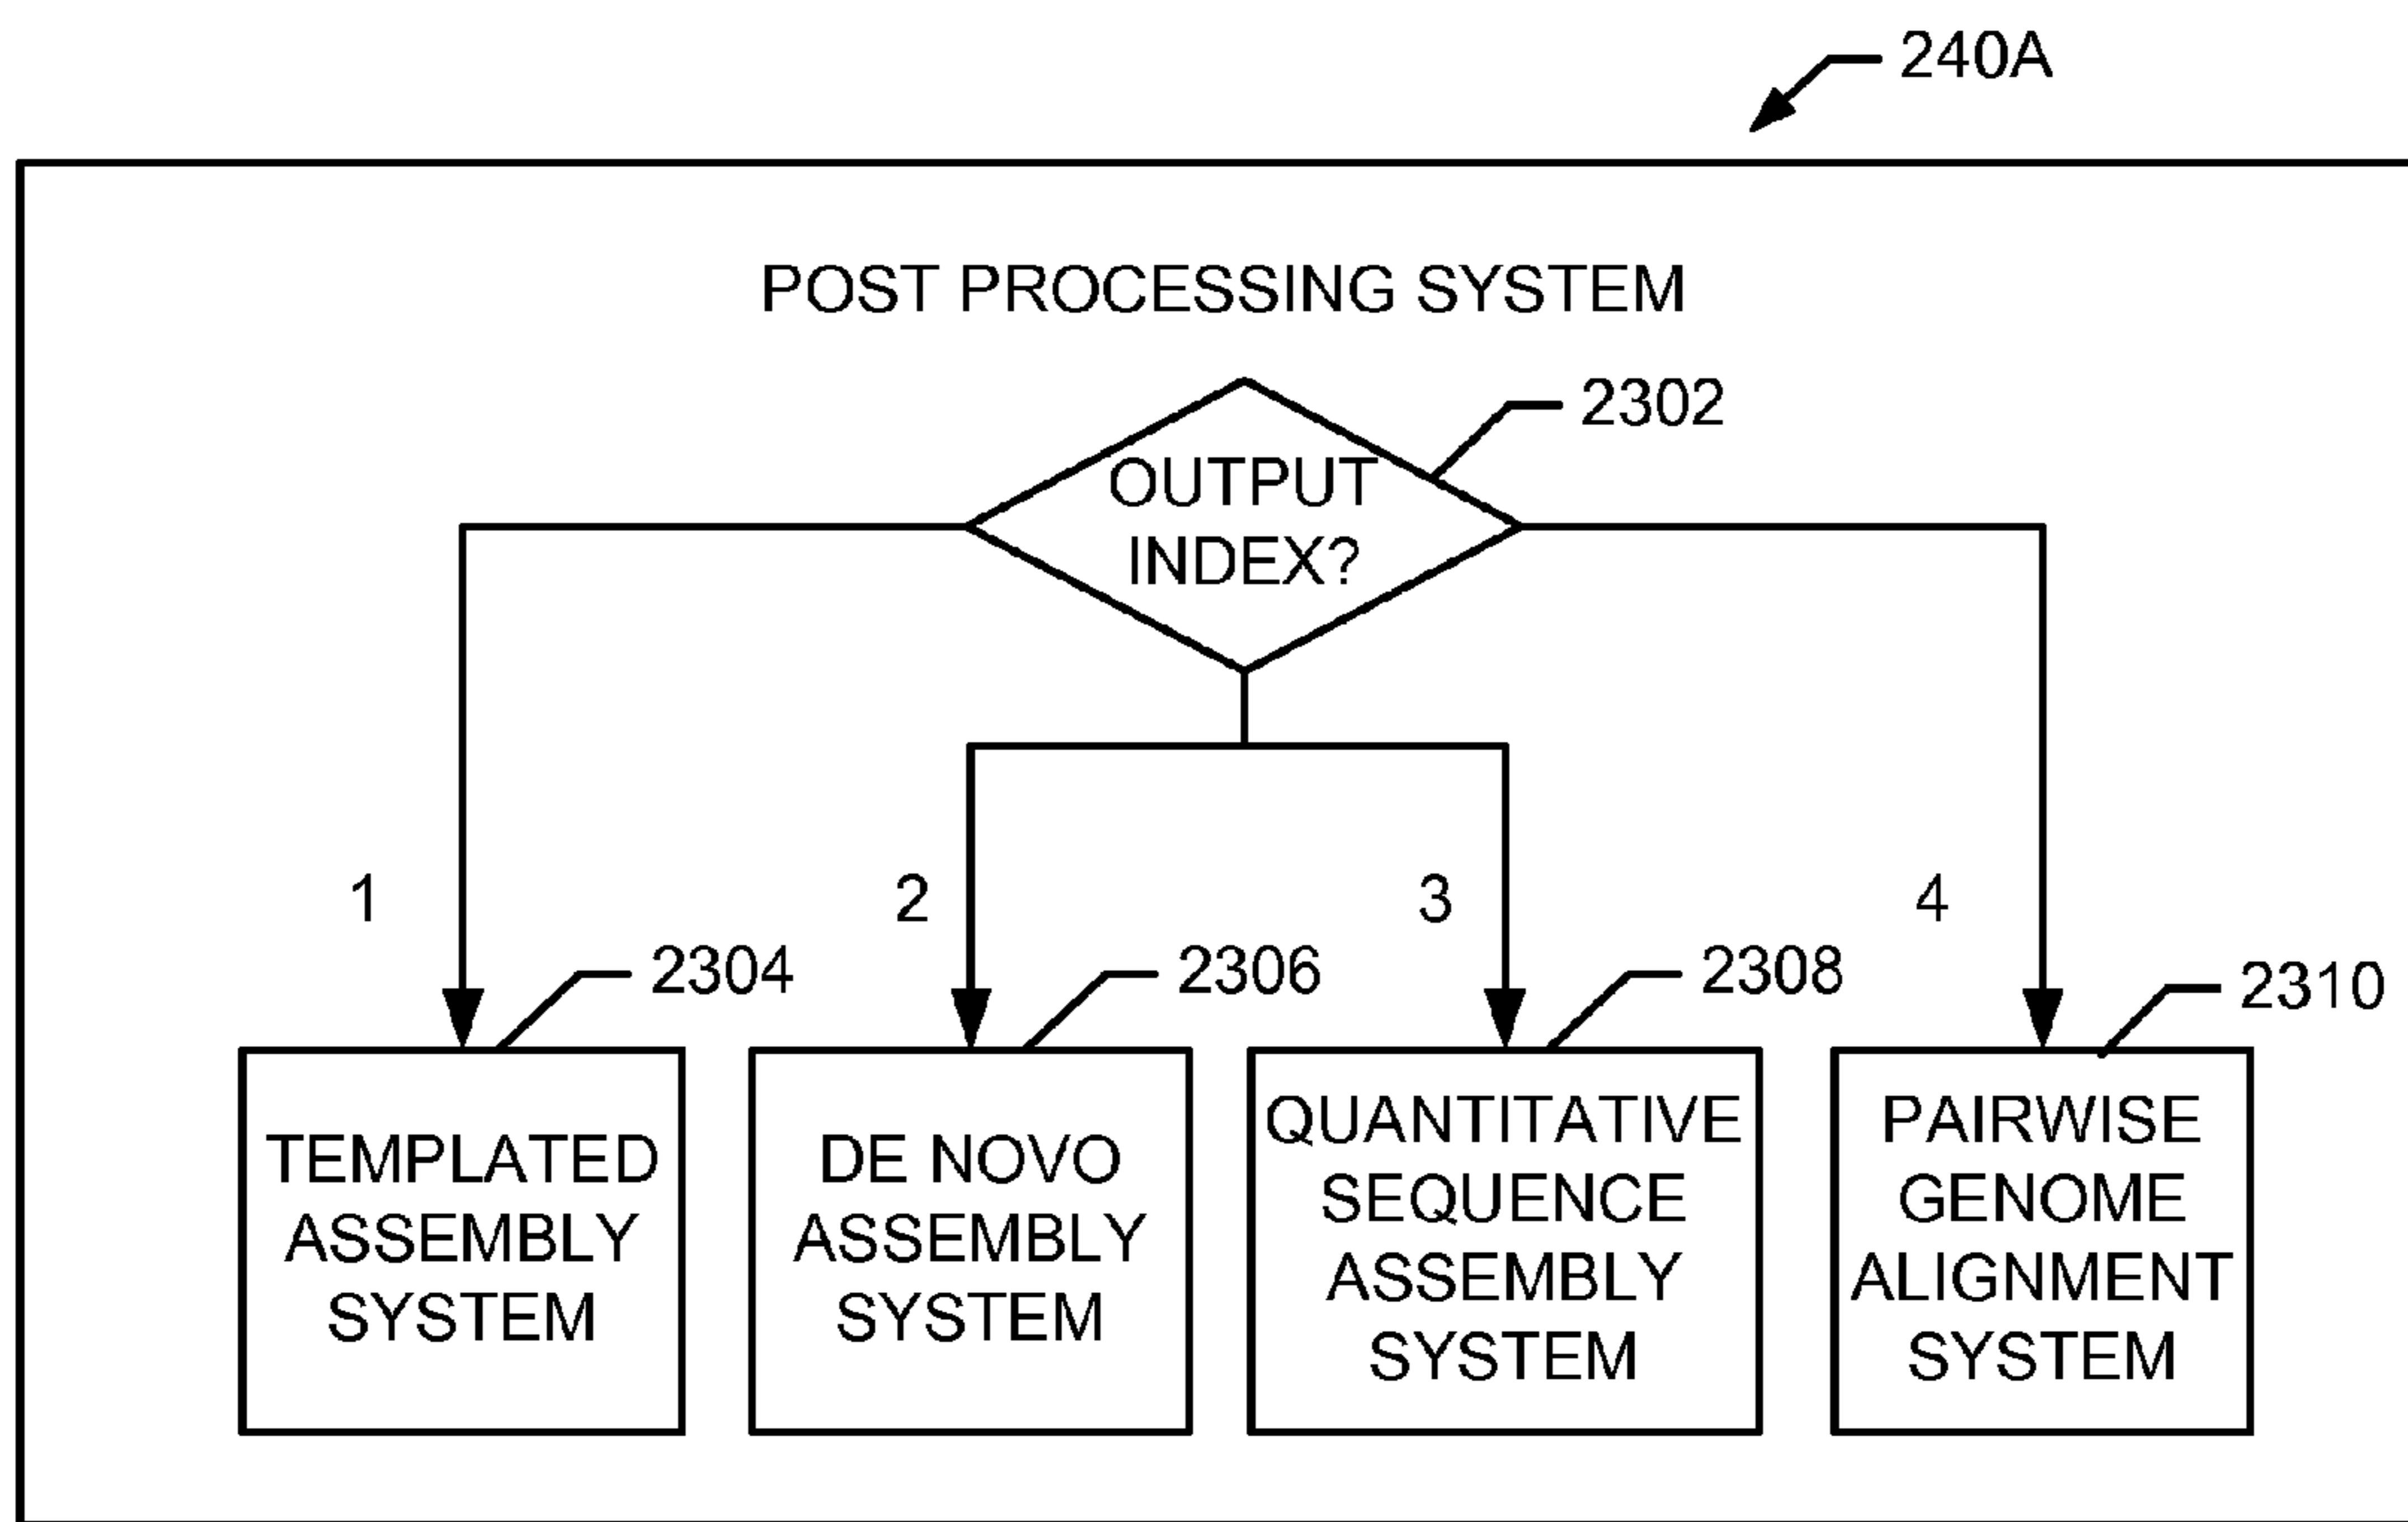 240A
POST PROCESSING SYSTEM
2302
OUTPUT
INDEX?
1
2
3
4
2304
2306
2308
2310
TEMPLATED
ASSEMBLY
SYSTEM
DE NOVO
ASSEMBLY
SYSTEM
QUANTITATIVE
SEQUENCE
ASSEMBLY
SYSTEM
PAIRWISE
GENOME
ALIGNMENT
SYSTEM